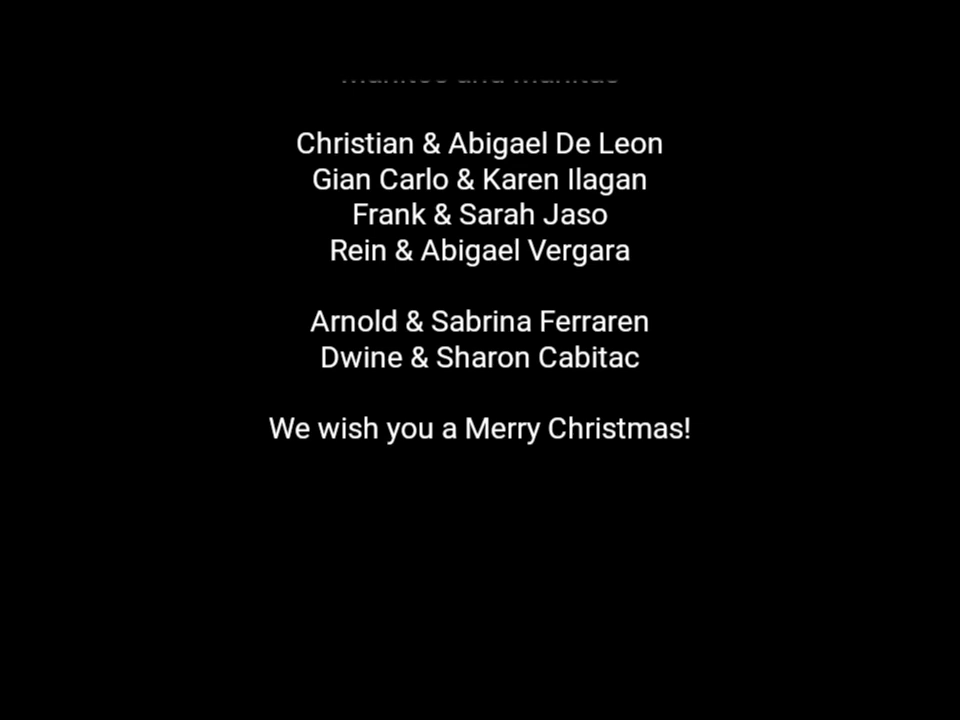 Christian & Abigael De Leon
Gian Carlo & Karen Ilagan
Frank & Sarah Jaso
Rein & Abigael Vergara
Arnold & Sabrina Ferraren
Dwine & Sharon Cabitac
We wish you a Merry Christmas!